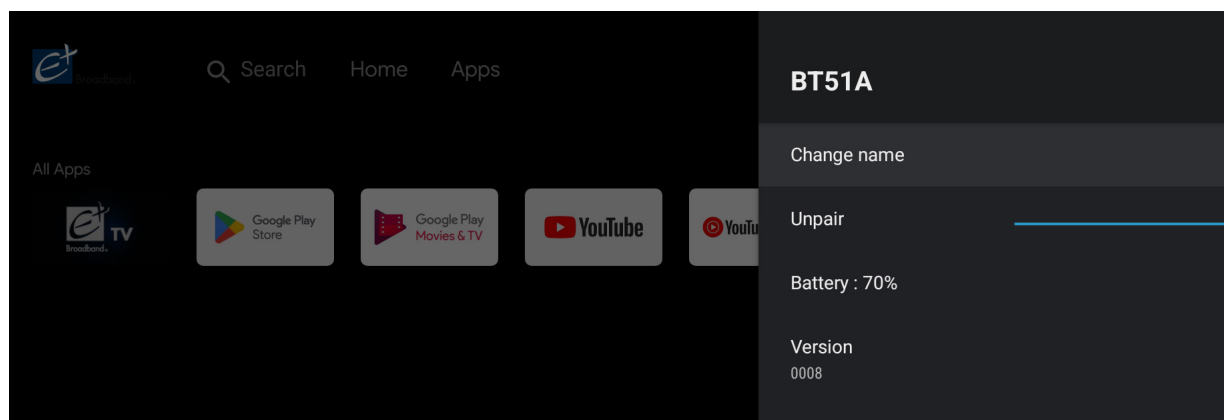 e+
Broadband.
Search
Home
Apps
All Apps
e+ TV
Broadband.
Google Play
Store
Google Play
Movies & TV
YouTube
YouTu
BT51A
Change name
Unpair
Battery : 70%
Version
0008